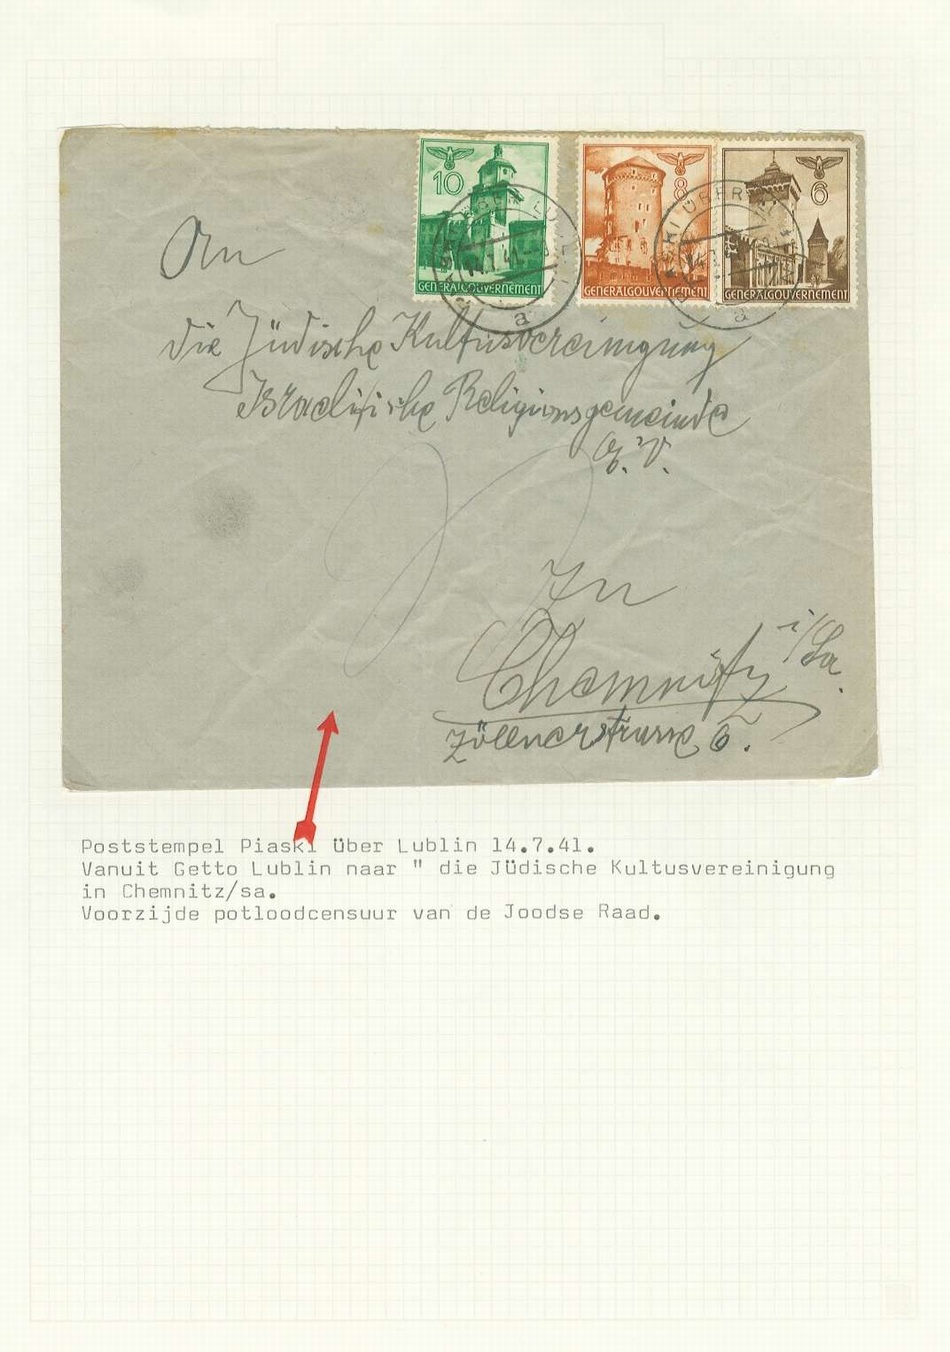 10
GENERALGOUVERNEMENT
8
GENERALGOUVERNEMENT
6
GENERALGOUVERNEMENT
a
a
An
die Jüdische Kultusvereinigung
Israelitische Religionsgemeinde
e. V.
In
Chemnitz i/Sa.
Zöllnerstrasse 6.
Poststempel Piaski über Lublin 14.7.41.
Vanuit Getto Lublin naar " die Jüdische Kultusvereinigung
in Chemnitz/sa.
Voorzijde potloodcensuur van de Joodse Raad.